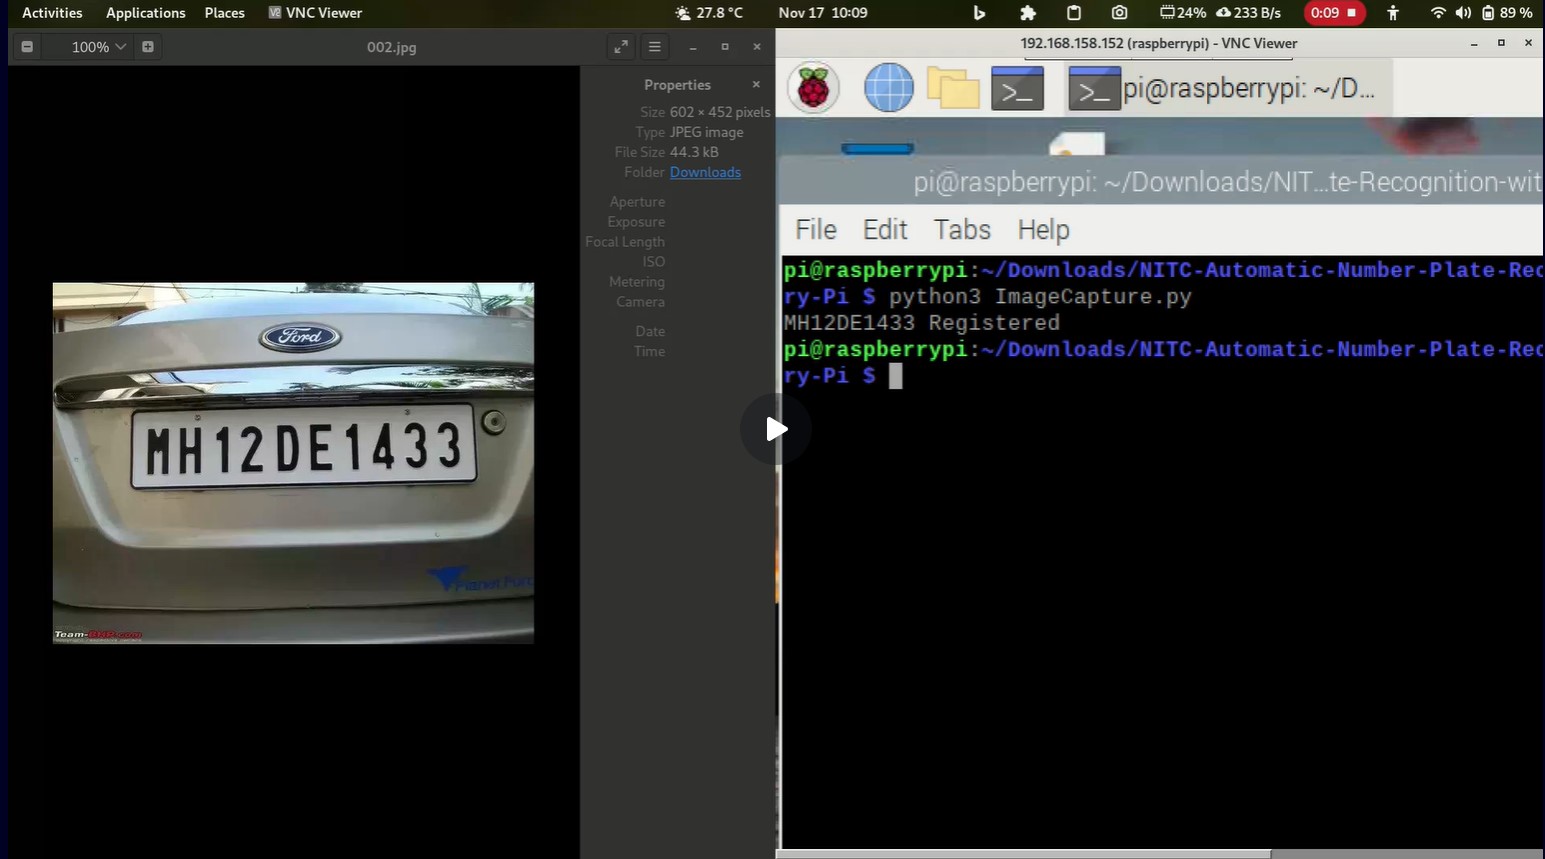 Activities Applications Places VNC Viewer 27.8 °C Nov 17 10:09 24% 233 B/s 0:09 89 %
100% 002.jpg
Properties
Size 602 × 452 pixels
Type JPEG image
File Size 44.3 kB
Folder Downloads
Aperture
Exposure
Focal Length
ISO
Metering
Camera
Date
Time
Ford
MH12DE1433
Team-BHP.com
192.168.158.152 (raspberrypi) - VNC Viewer
pi@raspberrypi: ~/D...
pi@raspberrypi: ~/Downloads/NIT...te-Recognition-wit
File Edit Tabs Help
pi@raspberrypi:~/Downloads/NITC-Automatic-Number-Plate-Rec
ry-Pi $ python3 ImageCapture.py
MH12DE1433 Registered
pi@raspberrypi:~/Downloads/NITC-Automatic-Number-Plate-Rec
ry-Pi $